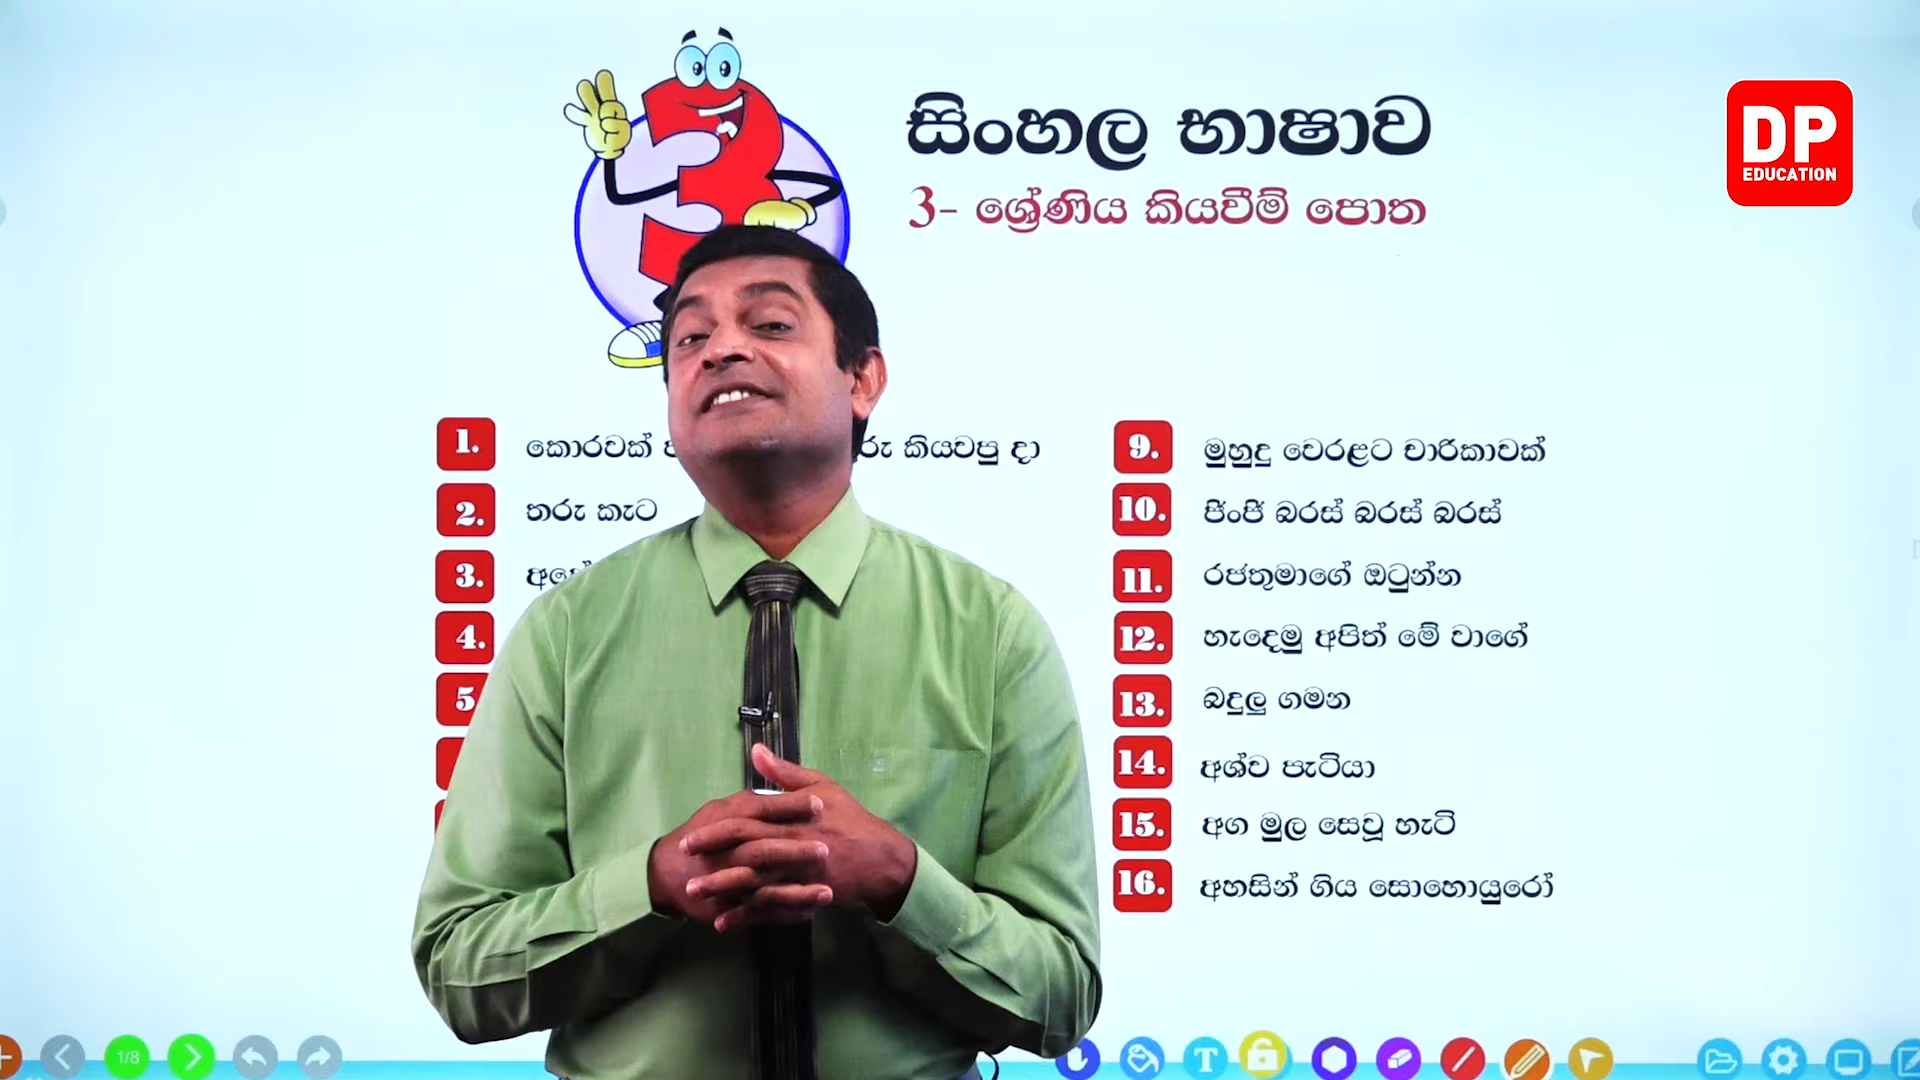 සිංහල භාෂාව
3- ශ්‍රේණිය කියවීම් පොත
DP
EDUCATION
1. කොරවක් රු කියවපු දා
2. තරු කැට
3.
4.
5
9. මුහුදු වෙරළට චාරිකාවක්
10. ජිංජි බරස් බරස් බරස්
11. රජතුමාගේ ඔටුන්න
12. හැදෙමු අපිත් මේ වාගේ
13. බදුලු ගමන
14. අශ්ව පැටියා
15. අග මුල සෙවූ හැටි
16. අහසින් ගිය සොහොයුරෝ
1/8
T